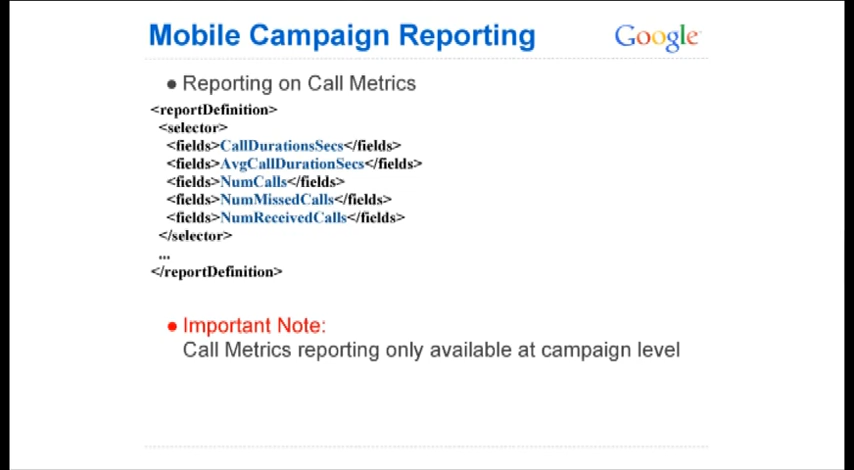 Mobile Campaign Reporting
Google
● Reporting on Call Metrics
<reportDefinition>
<selector>
<fields>CallDurationsSecs</fields>
<fields>AvgCallDurationSecs</fields>
<fields>NumCalls</fields>
<fields>NumMissedCalls</fields>
<fields>NumReceivedCalls</fields>
</selector>
...
</reportDefinition>
● Important Note:
Call Metrics reporting only available at campaign level